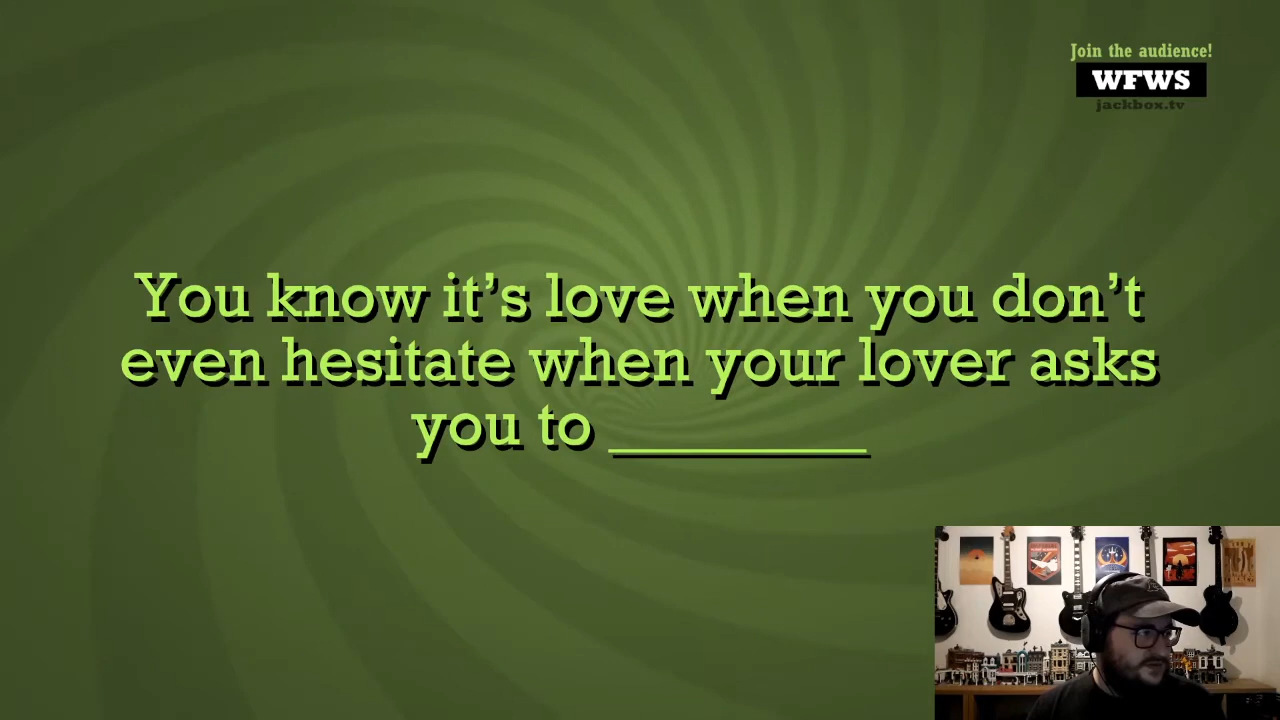 Join the audience!
WFWS
jackbox.tv
You know it's love when you don't
even hesitate when your lover asks
you to _________